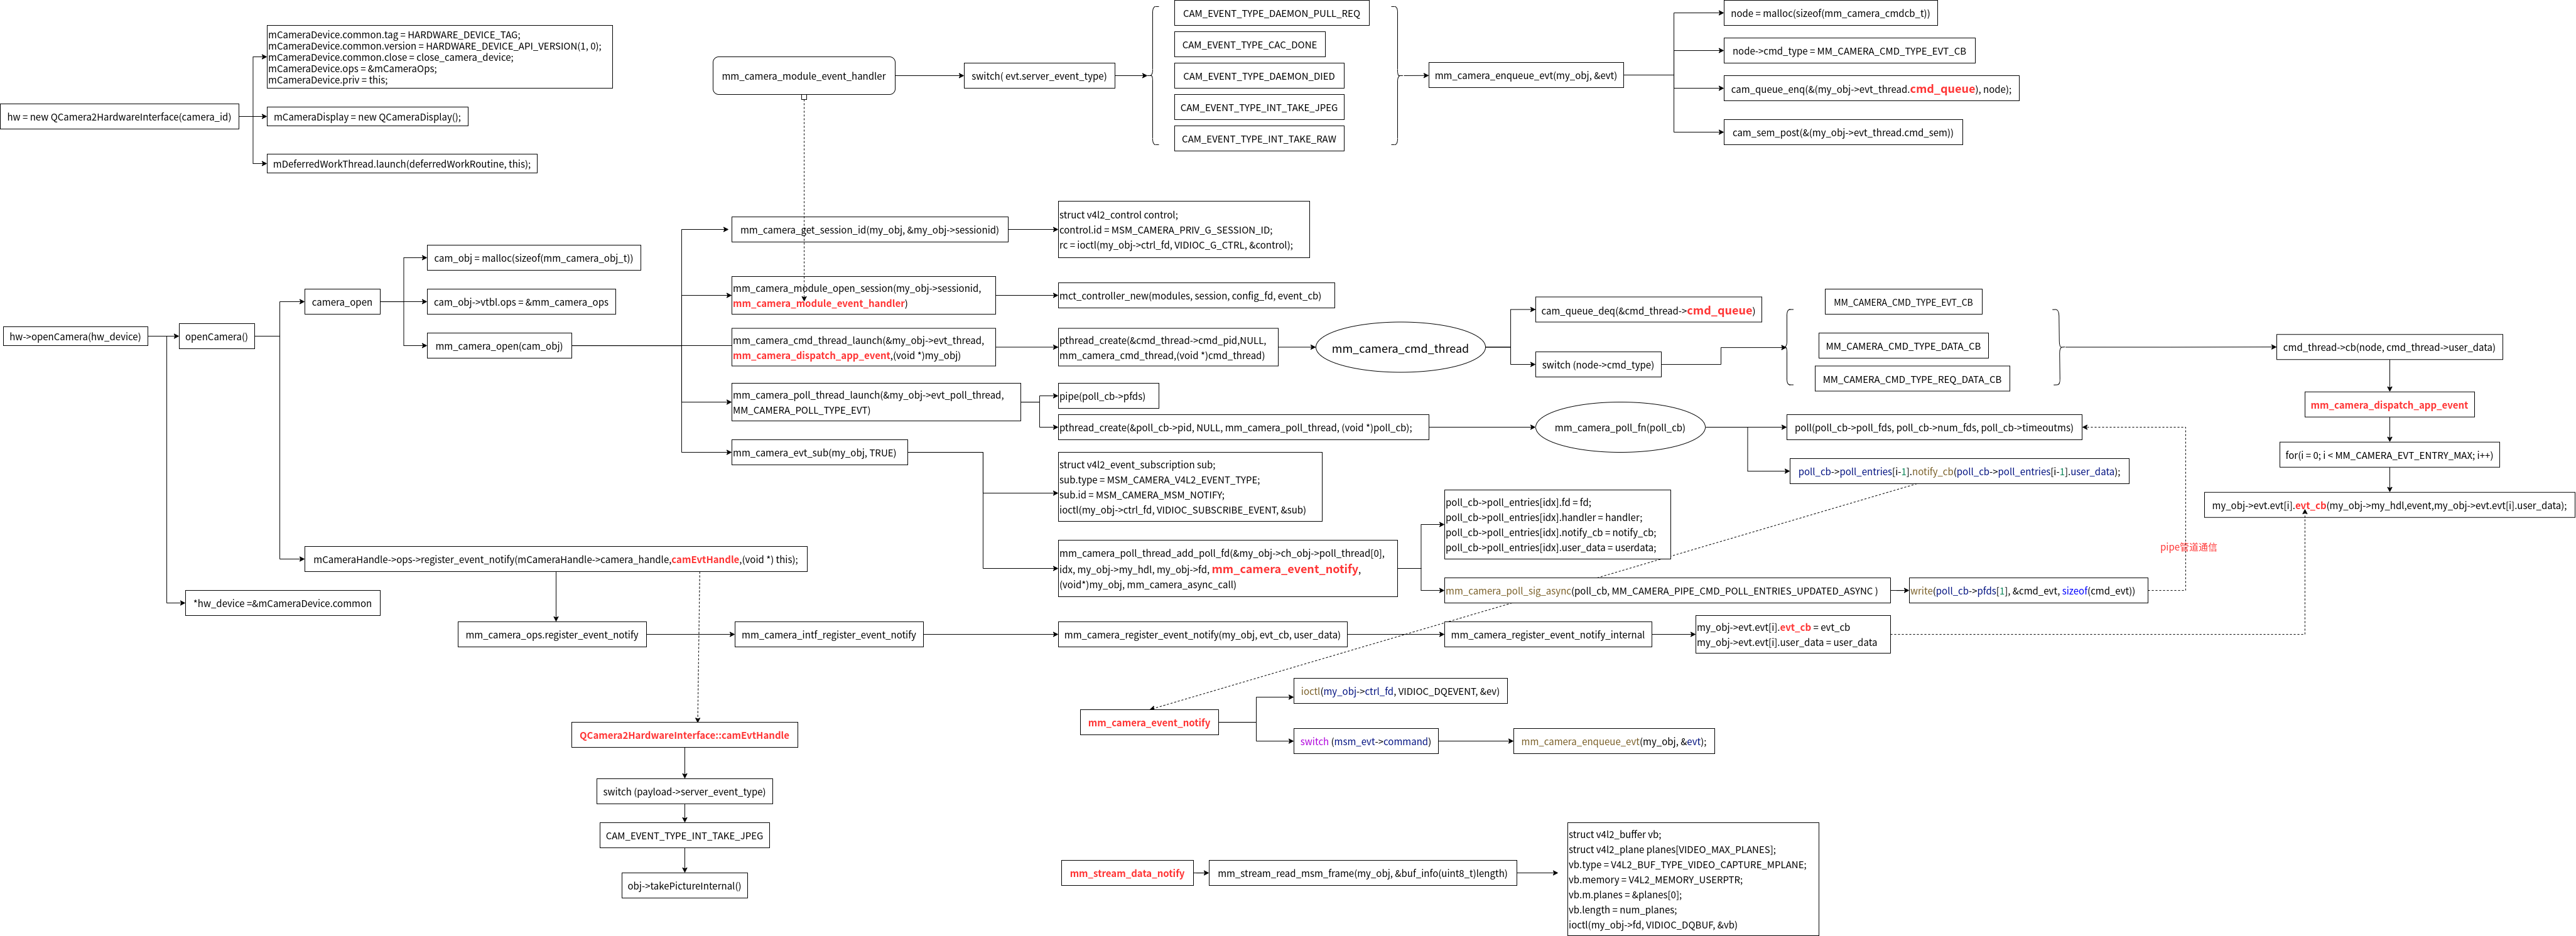 CAM_EVENT_TYPE_DAEMON_PULL_REQ
CAM_EVENT_TYPE_CAC_DONE
CAM_EVENT_TYPE_DAEMON_DIED
CAM_EVENT_TYPE_INT_TAKE_JPEG
CAM_EVENT_TYPE_INT_TAKE_RAW
node = malloc(sizeof(mm_camera_cmdcb_t))
node->cmd_type = MM_CAMERA_CMD_TYPE_EVT_CB
cam_queue_enq(&(my_obj->evt_thread.cmd_queue), node);
cam_sem_post(&(my_obj->evt_thread.cmd_sem))
mm_camera_enqueue_evt(my_obj, &evt)
switch( evt.server_event_type)
mm_camera_module_event_handler
mCameraDevice.common.tag = HARDWARE_DEVICE_TAG;
mCameraDevice.common.version = HARDWARE_DEVICE_API_VERSION(1, 0);
mCameraDevice.common.close = close_camera_device;
mCameraDevice.ops = &mCameraOps;
mCameraDevice.priv = this;
hw = new QCamera2HardwareInterface(camera_id)
mCameraDisplay = new QCameraDisplay();
mDeferredWorkThread.launch(deferredWorkRoutine, this);
hw->openCamera(hw_device)
openCamera()
camera_open
cam_obj = malloc(sizeof(mm_camera_obj_t))
cam_obj->vtbl.ops = &mm_camera_ops
mm_camera_open(cam_obj)
mm_camera_get_session_id(my_obj, &my_obj->sessionid)
struct v4l2_control control;
control.id = MSM_CAMERA_PRIV_G_SESSION_ID;
rc = ioctl(my_obj->ctrl_fd, VIDIOC_G_CTRL, &control);
mm_camera_module_open_session(my_obj->sessionid,
mm_camera_module_event_handler)
mct_controller_new(modules, session, config_fd, event_cb)
mm_camera_cmd_thread_launch(&my_obj->evt_thread,
mm_camera_dispatch_app_event,(void *)my_obj)
pthread_create(&cmd_thread->cmd_pid,NULL,
mm_camera_cmd_thread,(void *)cmd_thread)
mm_camera_cmd_thread
cam_queue_deq(&cmd_thread->cmd_queue)
switch (node->cmd_type)
MM_CAMERA_CMD_TYPE_EVT_CB
MM_CAMERA_CMD_TYPE_DATA_CB
MM_CAMERA_CMD_TYPE_REQ_DATA_CB
cmd_thread->cb(node, cmd_thread->user_data)
mm_camera_dispatch_app_event
for(i = 0; i < MM_CAMERA_EVT_ENTRY_MAX; i++)
my_obj->evt.evt[i].evt_cb(my_obj->my_hdl,event,my_obj->evt.evt[i].user_data);
mm_camera_poll_thread_launch(&my_obj->evt_poll_thread,
MM_CAMERA_POLL_TYPE_EVT)
pipe(poll_cb->pfds)
pthread_create(&poll_cb->pid, NULL, mm_camera_poll_thread, (void *)poll_cb);
mm_camera_poll_fn(poll_cb)
poll(poll_cb->poll_fds, poll_cb->num_fds, poll_cb->timeoutms)
poll_cb->poll_entries[i-1].notify_cb(poll_cb->poll_entries[i-1].user_data);
mm_camera_evt_sub(my_obj, TRUE)
struct v4l2_event_subscription sub;
sub.type = MSM_CAMERA_V4L2_EVENT_TYPE;
sub.id = MSM_CAMERA_MSM_NOTIFY;
ioctl(my_obj->ctrl_fd, VIDIOC_SUBSCRIBE_EVENT, &sub)
mm_camera_poll_thread_add_poll_fd(&my_obj->ch_obj->poll_thread[0],
idx, my_obj->my_hdl, my_obj->fd, mm_camera_event_notify,
(void*)my_obj, mm_camera_async_call)
poll_cb->poll_entries[idx].fd = fd;
poll_cb->poll_entries[idx].handler = handler;
poll_cb->poll_entries[idx].notify_cb = notify_cb;
poll_cb->poll_entries[idx].user_data = userdata;
mm_camera_poll_sig_async(poll_cb, MM_CAMERA_PIPE_CMD_POLL_ENTRIES_UPDATED_ASYNC )
write(poll_cb->pfds[1], &cmd_evt, sizeof(cmd_evt))
pipe管道通信
mCameraHandle->ops->register_event_notify(mCameraHandle->camera_handle,camEvtHandle,(void *) this);
*hw_device =&mCameraDevice.common
mm_camera_ops.register_event_notify
mm_camera_intf_register_event_notify
mm_camera_register_event_notify(my_obj, evt_cb, user_data)
mm_camera_register_event_notify_internal
my_obj->evt.evt[i].evt_cb = evt_cb
my_obj->evt.evt[i].user_data = user_data
mm_camera_event_notify
ioctl(my_obj->ctrl_fd, VIDIOC_DQEVENT, &ev)
switch (msm_evt->command)
mm_camera_enqueue_evt(my_obj, &evt);
QCamera2HardwareInterface::camEvtHandle
switch (payload->server_event_type)
CAM_EVENT_TYPE_INT_TAKE_JPEG
obj->takePictureInternal()
mm_stream_data_notify
mm_stream_read_msm_frame(my_obj, &buf_info(uint8_t)length)
struct v4l2_buffer vb;
struct v4l2_plane planes[VIDEO_MAX_PLANES];
vb.type = V4L2_BUF_TYPE_VIDEO_CAPTURE_MPLANE;
vb.memory = V4L2_MEMORY_USERPTR;
vb.m.planes = &planes[0];
vb.length = num_planes;
ioctl(my_obj->fd, VIDIOC_DQBUF, &vb)